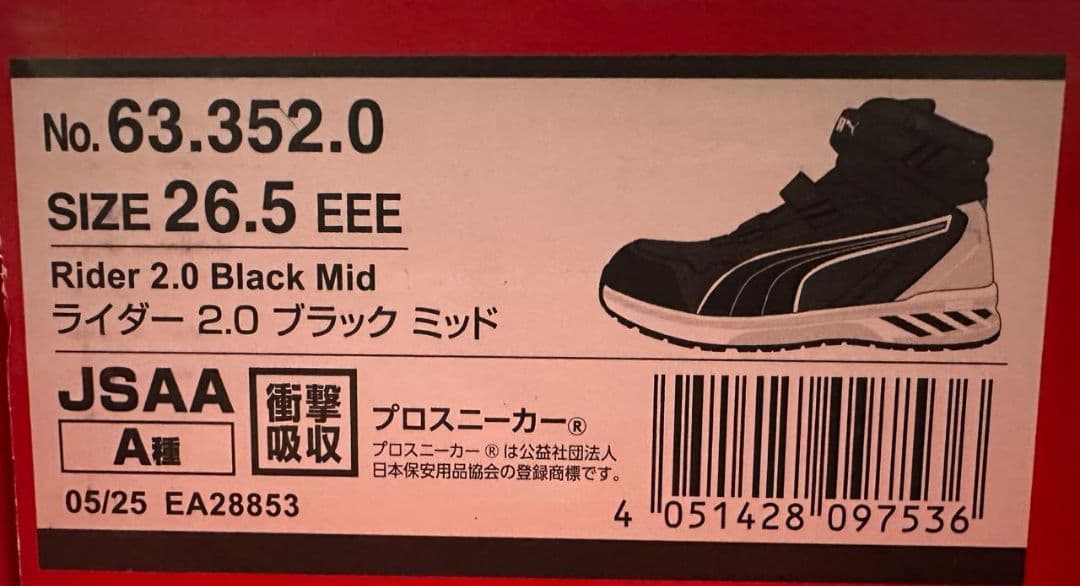 No. 63.352.0
SIZE 26.5 EEE
Rider 2.0 Black Mid
ライダー 2.0 ブラック ミッド
JSAA
A種
衝撃
吸収
プロスニーカー®
プロスニーカー®は公益社団法人
日本保安用品協会の登録商標です。
05/25 EA28853
4 051428 097536